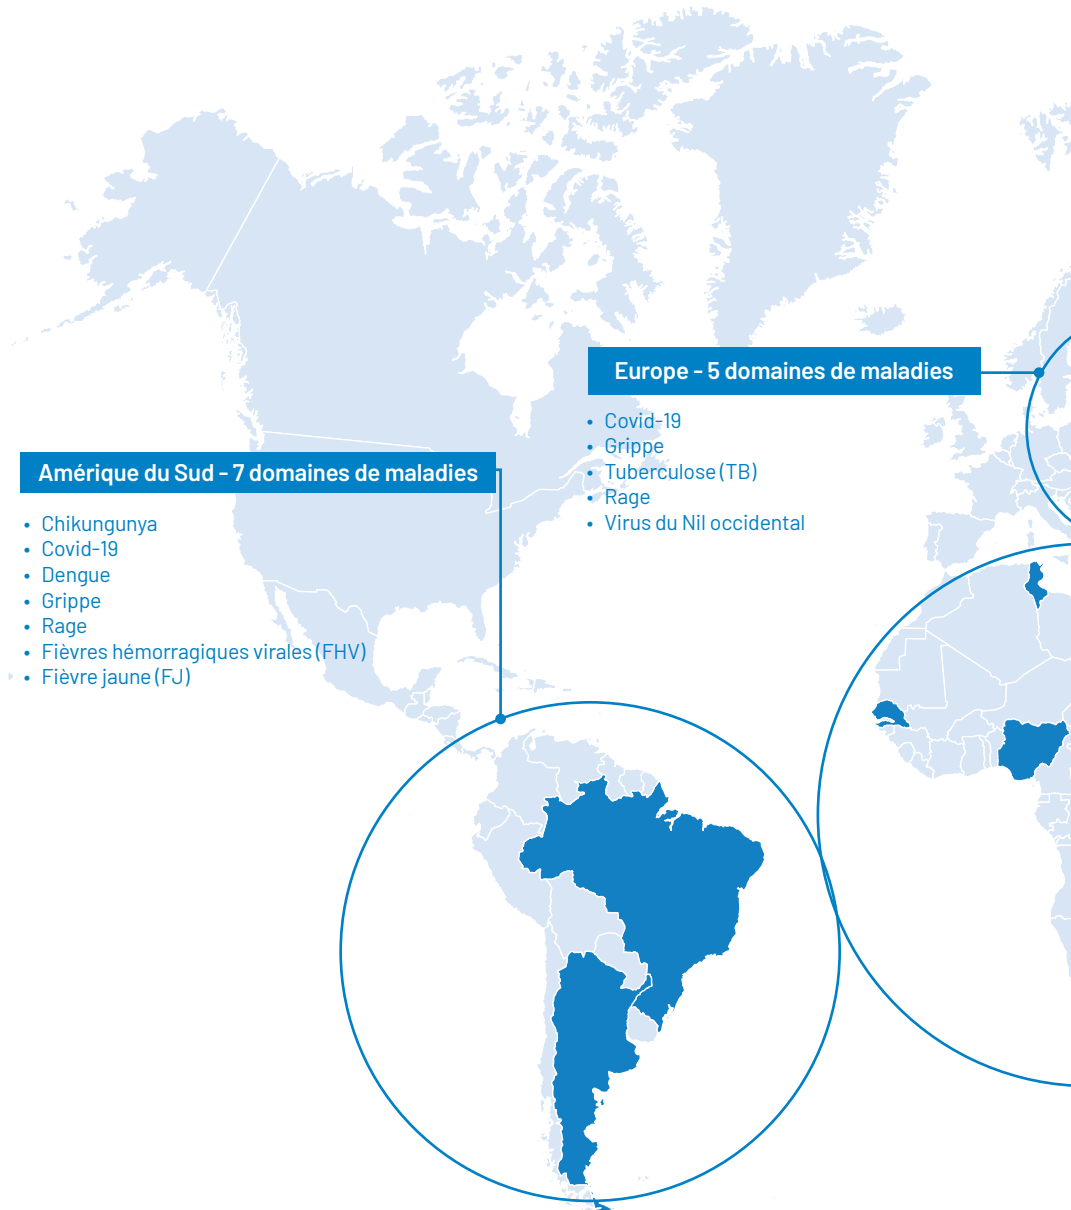 Europe - 5 domaines de maladies
• Covid-19
• Grippe
• Tuberculose (TB)
• Rage
• Virus du Nil occidental
Amérique du Sud - 7 domaines de maladies
• Chikungunya
• Covid-19
• Dengue
• Grippe
• Rage
• Fièvres hémorragiques virales (FHV)
• Fièvre jaune (FJ)